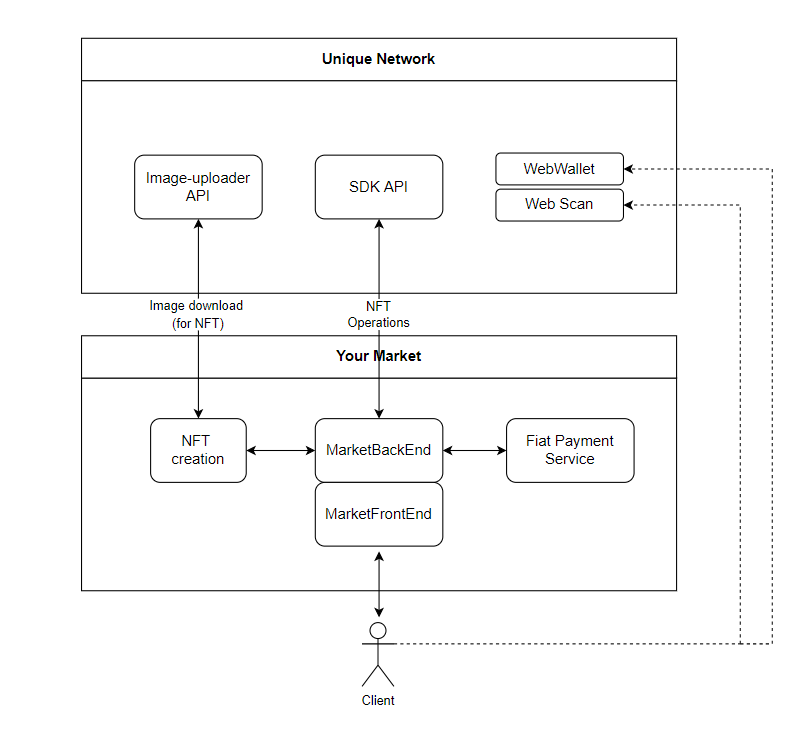 Unique Network
Image-uploader
API
SDK API
WebWallet
Web Scan
Image download
(for NFT)
NFT
Operations
Your Market
NFT
creation
MarketBackEnd
Fiat Payment
Service
MarketFrontEnd
Client